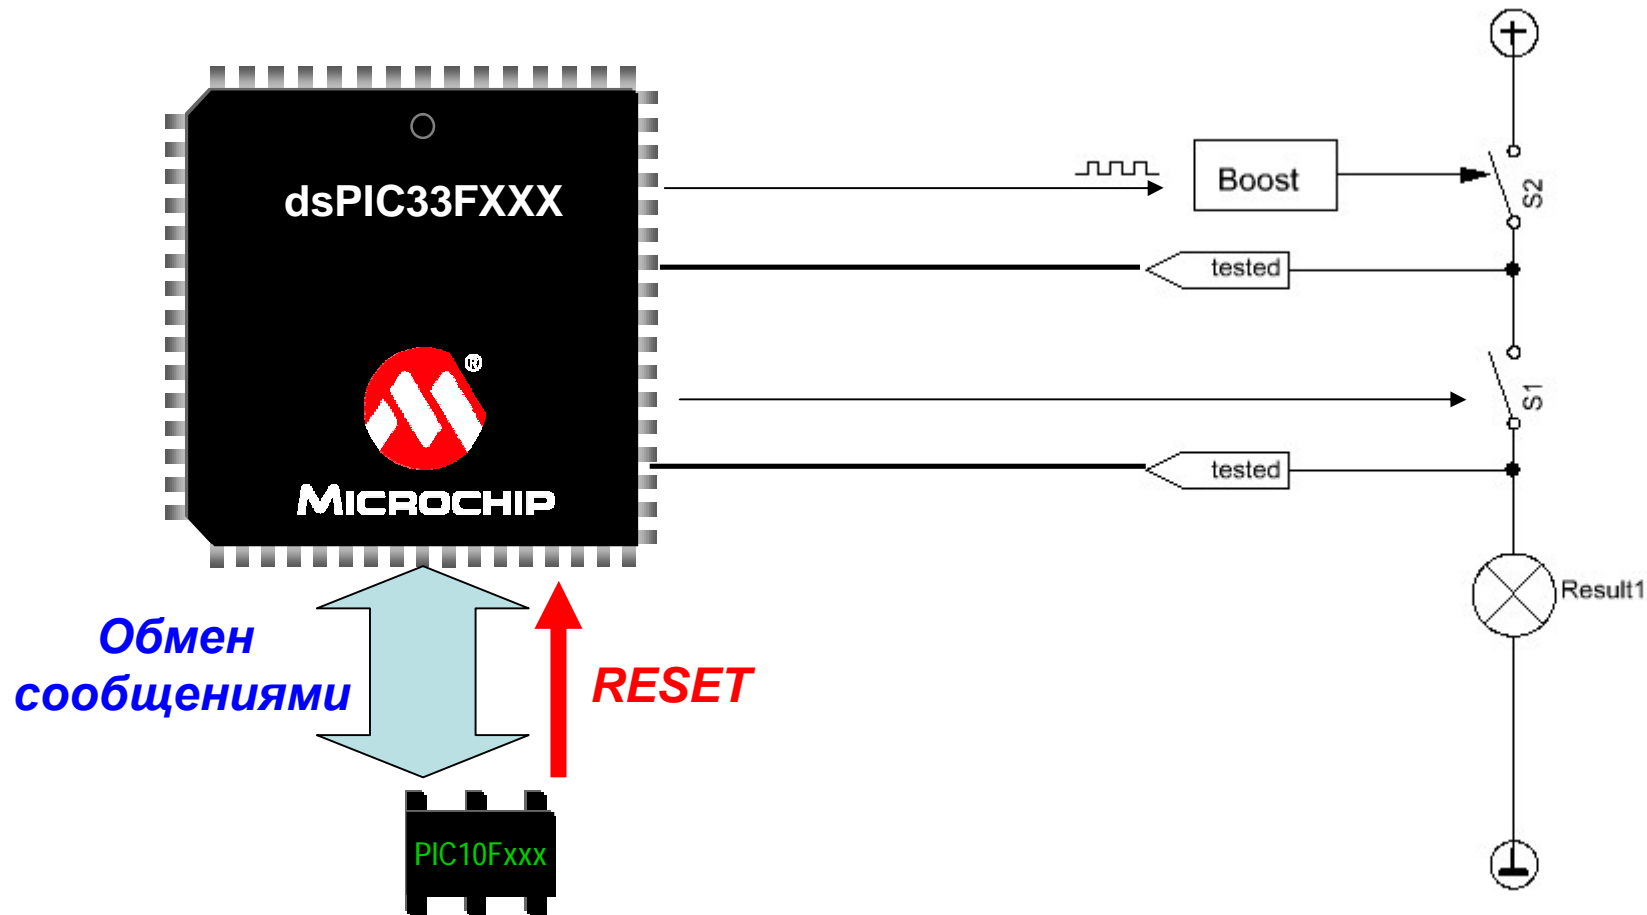 dsPIC33FXXX
Boost
S2
tested
®
S1
tested
MICROCHIP
Result1
Обмен
сообщениями
RESET
PIC10Fxxx